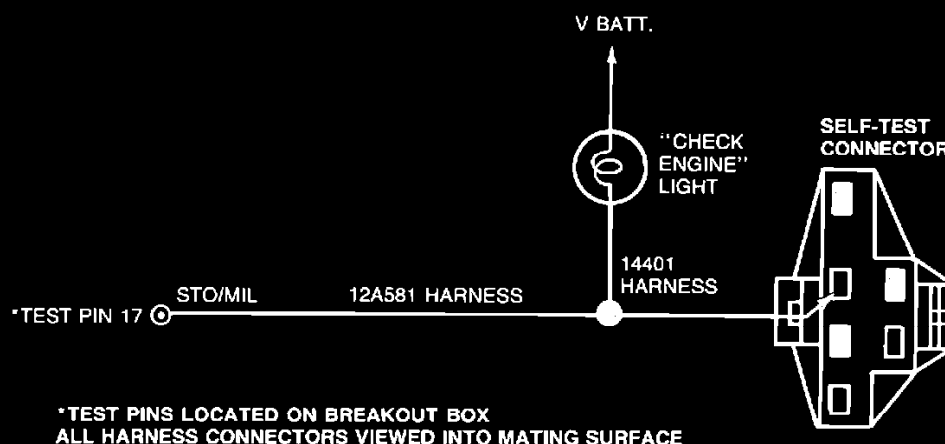 V BATT.
"CHECK
ENGINE"
LIGHT
SELF-TEST
CONNECTOR
14401
HARNESS
STO/MIL
12A581 HARNESS
*TEST PIN 17
*TEST PINS LOCATED ON BREAKOUT BOX
ALL HARNESS CONNECTORS VIEWED INTO MATING SURFACE